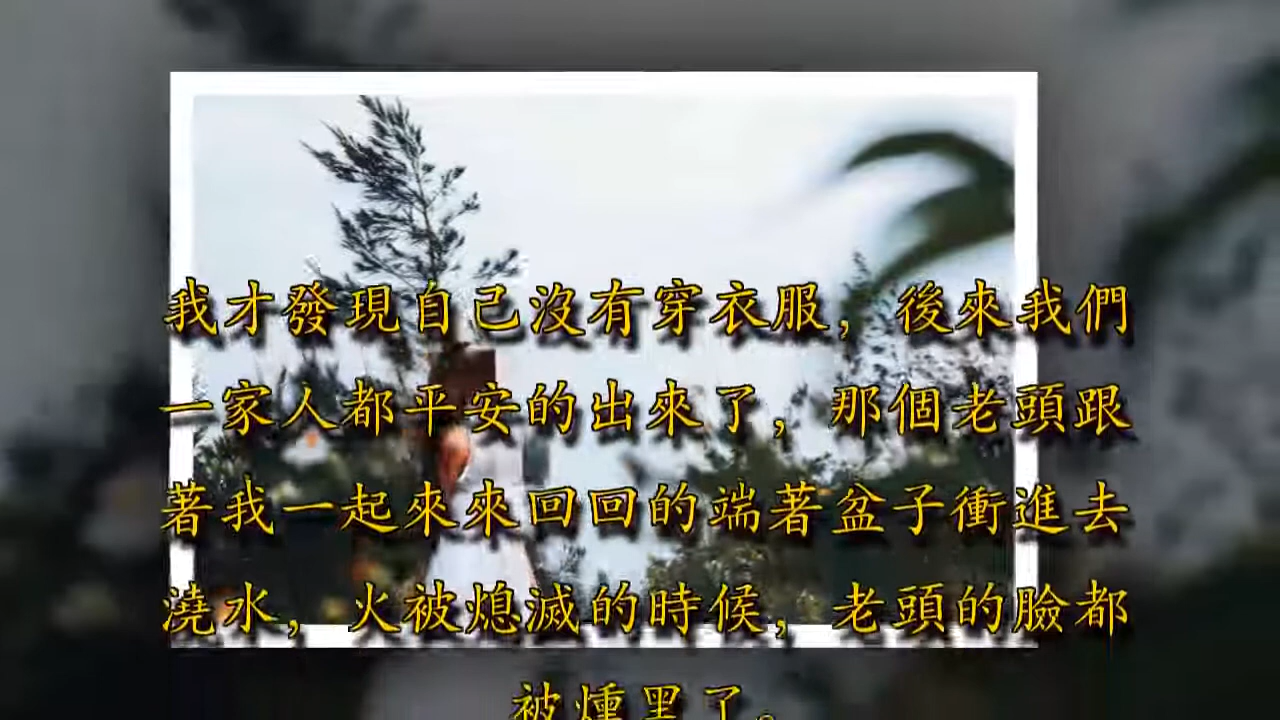 我才發現自己沒有穿衣服，後來我們
一家人都平安的出來了，那個老頭跟
著我一起來來回回的端著盆子衝進去
澆水，火被熄滅的時候，老頭的臉都
被燻黑了。